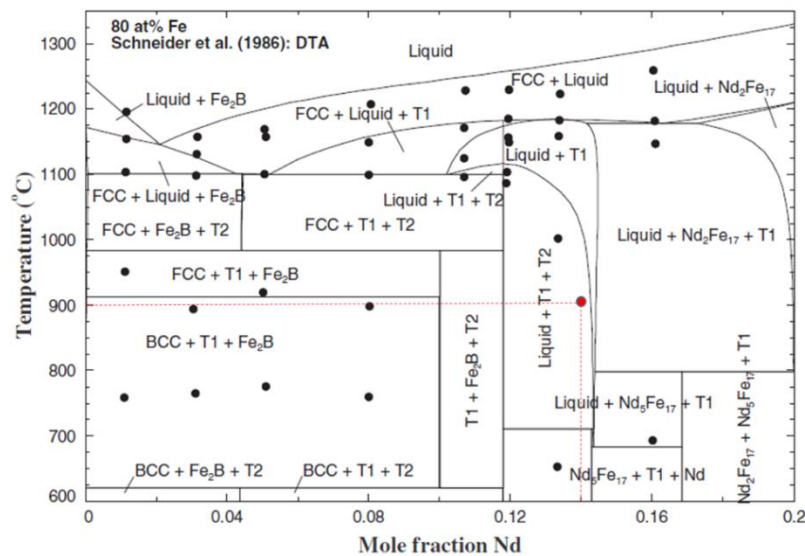 80 at% Fe
Schneider et al. (1986): DTA
Liquid
Liquid + Fe₂B
FCC + Liquid
Liquid + Nd₂Fe₁₇
FCC + Liquid + T1
Liquid + T1
FCC + Liquid + Fe₂B
Liquid + T1 + T2
FCC + Fe₂B + T2
FCC + T1 + T2
Liquid + Nd₂Fe₁₇ + T1
FCC + T1 + Fe₂B
BCC + T1 + Fe₂B
T1 + Fe₂B + T2
Liquid + T1 + T2
Liquid + Nd₅Fe₁₇ + T1
Nd₂Fe₁₇ + Nd₅Fe₁₇ + T1
BCC + Fe₂B + T2
BCC + T1 + T2
Nd₅Fe₁₇ + T1 + Nd
Temperature (°C)
1300
1200
1100
1000
900
800
700
600
0
0.04
0.08
0.12
0.16
0.2
Mole fraction Nd